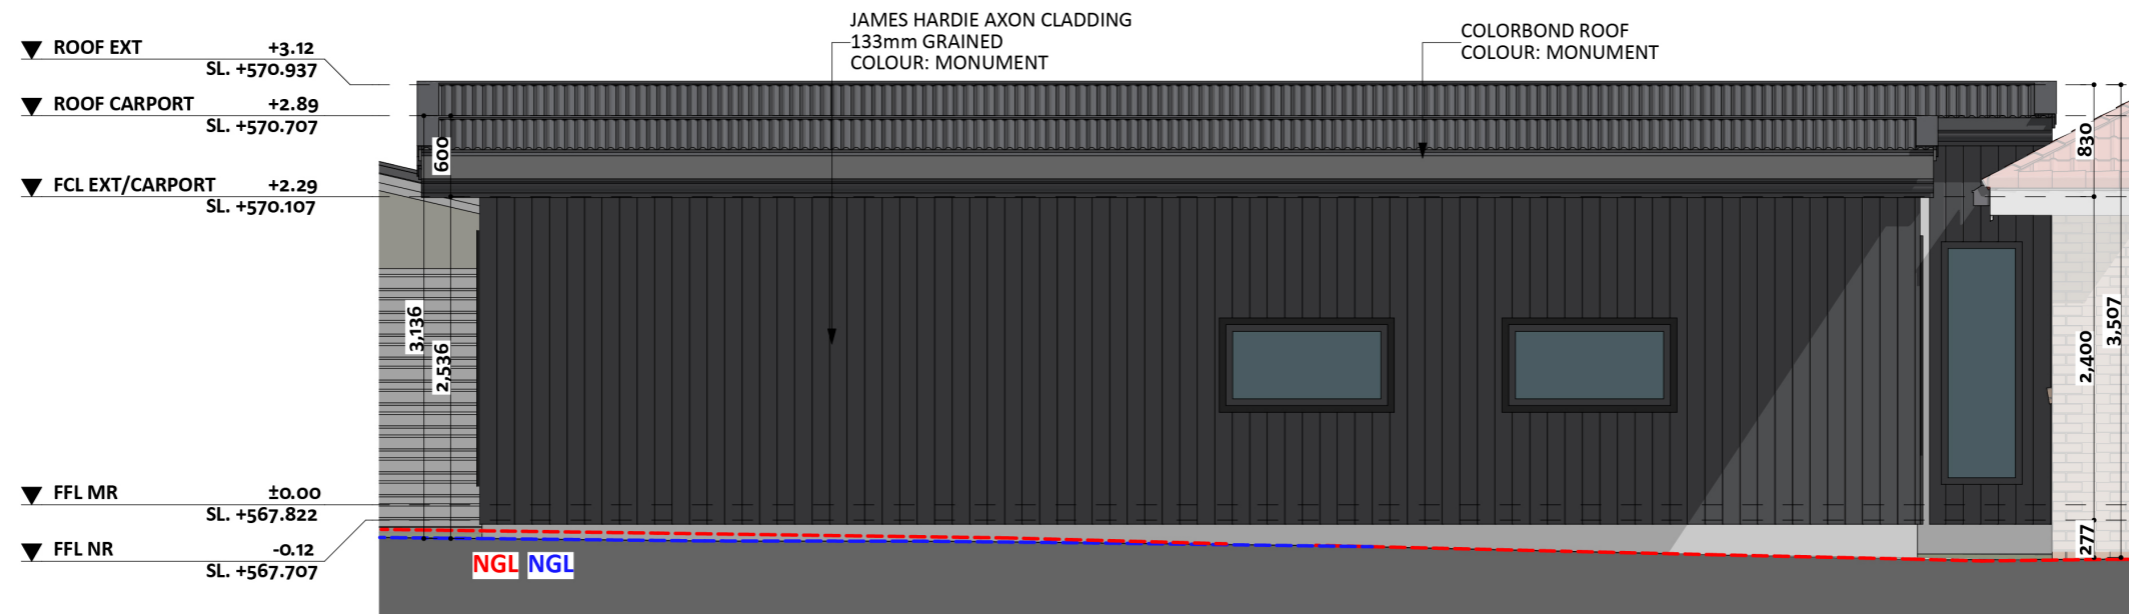 JAMES HARDIE AXON CLADDING
133mm GRAINED
COLOUR: MONUMENT
COLORBOND ROOF
COLOUR: MONUMENT
ROOF EXT +3.12
SL. +570.937
ROOF CARPORT +2.89
SL. +570.707
FCL EXT/CARPORT +2.29
SL. +570.107
FFL MR ±0.00
SL. +567.822
FFL NR -0.12
SL. +567.707
600
3,136
2,536
830
3,507
2,400
277
NGL NGL